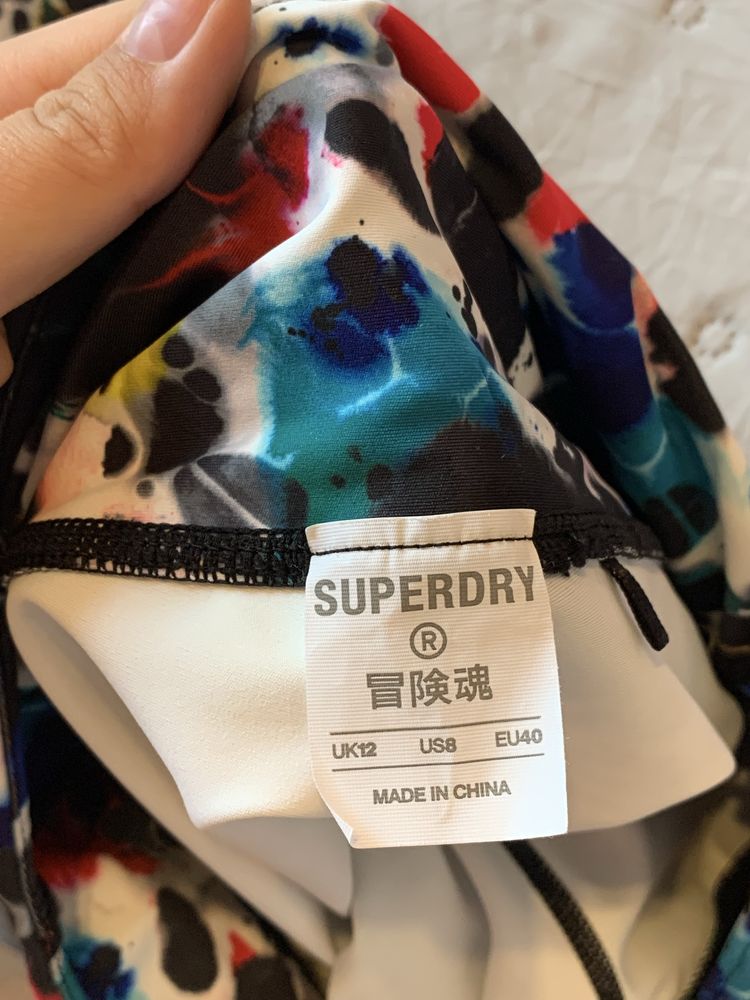 SUPERDRY
®
冒険魂
UK12 US8 EU40
MADE IN CHINA